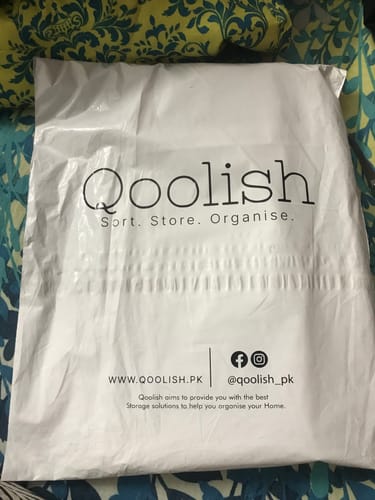 Qoolish
Sort. Store. Organise.
WWW.QOOLISH.PK
@qoolish_pk
Qoolish aims to provide you with the best
Storage solutions to help you organise your Home.